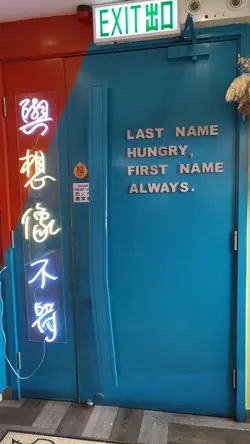 EXIT 出口
LAST NAME
HUNGRY,
FIRST NAME
ALWAYS.
與
想
像
不
符